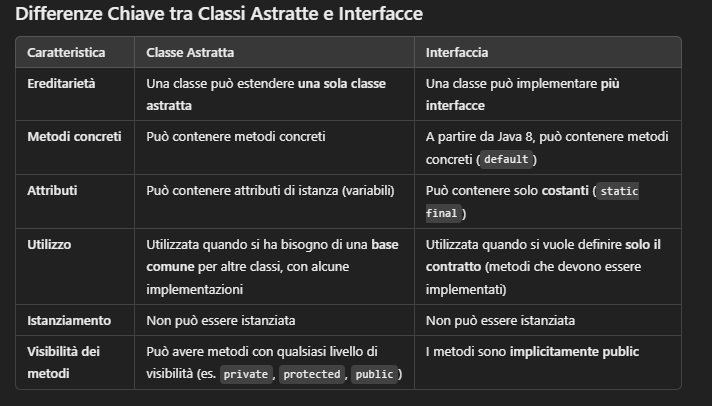 Differenze Chiave tra Classi Astratte e Interfacce
Caratteristica Classe Astratta Interfaccia
Ereditarietà Una classe può estendere una sola classe Una classe può implementare più
astratta interfacce
Metodi concreti Può contenere metodi concreti A partire da Java 8, può contenere metodi
concreti (default)
Attributi Può contenere attributi di istanza (variabili) Può contenere solo costanti (static
final)
Utilizzo Utilizzata quando si ha bisogno di una base Utilizzata quando si vuole definire solo il
comune per altre classi, con alcune contratto (metodi che devono essere
implementazioni implementati)
Istanziamento Non può essere istanziata Non può essere istanziata
Visibilità dei Può avere metodi con qualsiasi livello di I metodi sono implicitamente public
metodi visibilità (es. private, protected, public)